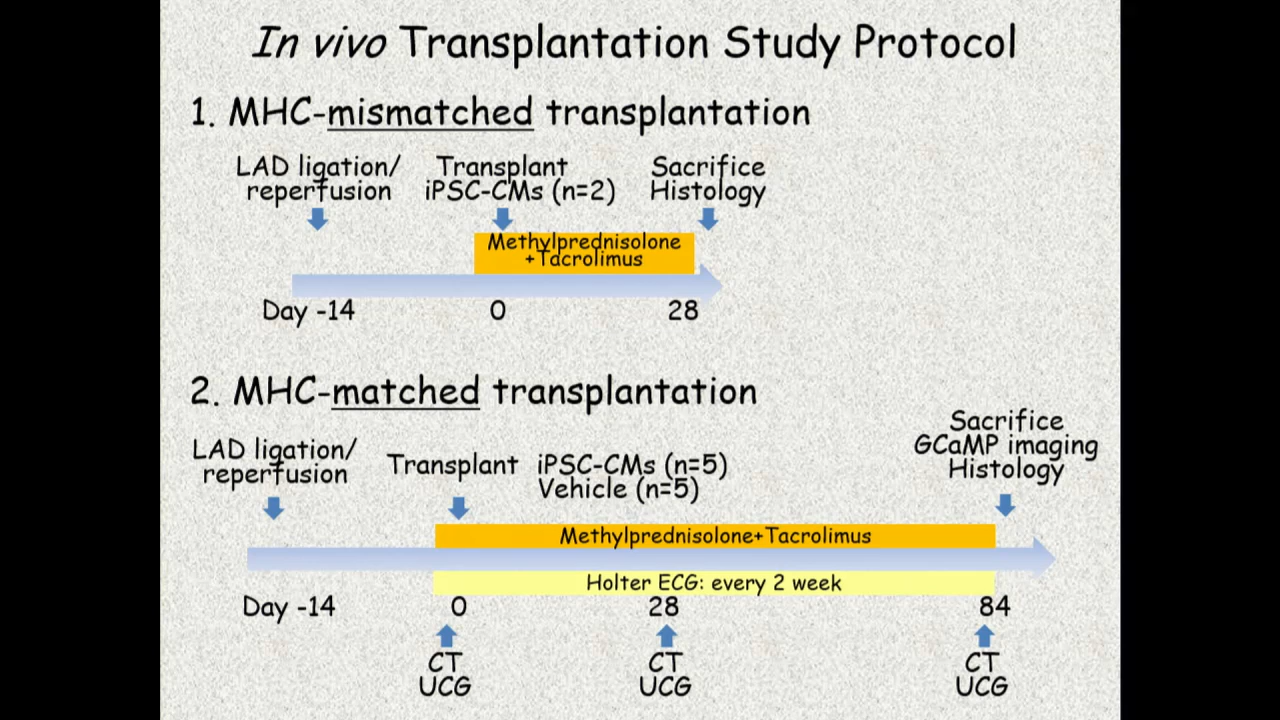 In vivo Transplantation Study Protocol
1. MHC-mismatched transplantation
LAD ligation/
reperfusion
Transplant
iPSC-CMs (n=2)
Sacrifice
Histology
Methylprednisolone
+Tacrolimus
Day -14
0
28
2. MHC-matched transplantation
LAD ligation/
reperfusion
Transplant
iPSC-CMs (n=5)
Vehicle (n=5)
Sacrifice
GCaMP imaging
Histology
Methylprednisolone+Tacrolimus
Holter ECG: every 2 week
Day -14
0
28
84
CT
UCG
CT
UCG
CT
UCG